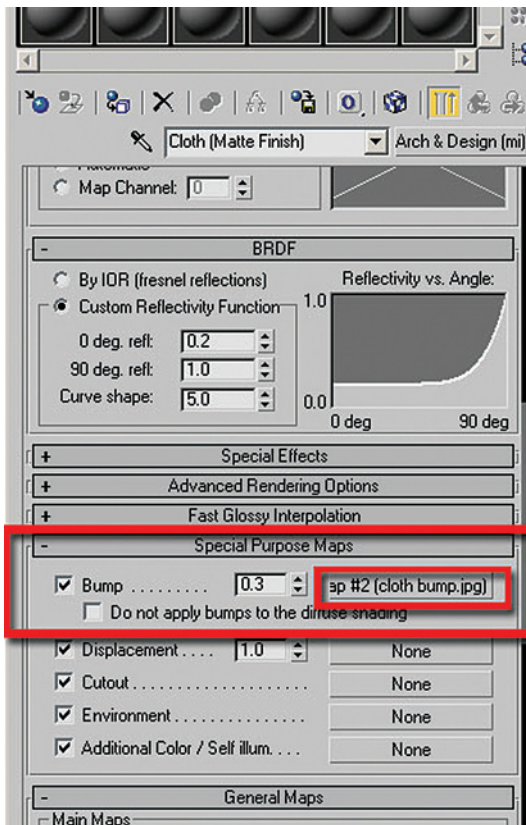 Cloth (Matte Finish) Arch & Design (mi)
Map Channel: 0
- BRDF
By IOR (fresnel reflections) Reflectivity vs. Angle:
Custom Reflectivity Function 1.0
0 deg. refl: 0.2
90 deg. refl: 1.0
Curve shape: 5.0 0.0
0 deg 90 deg
+ Special Effects
+ Advanced Rendering Options
+ Fast Glossy Interpolation
- Special Purpose Maps
Bump ......... 0.3 ap #2 (cloth bump.jpg)
Do not apply bumps to the diffuse shading
Displacement .... 1.0 None
Cutout .................... None
Environment ............... None
Additional Color / Self illum. ... None
- General Maps
Main Maps